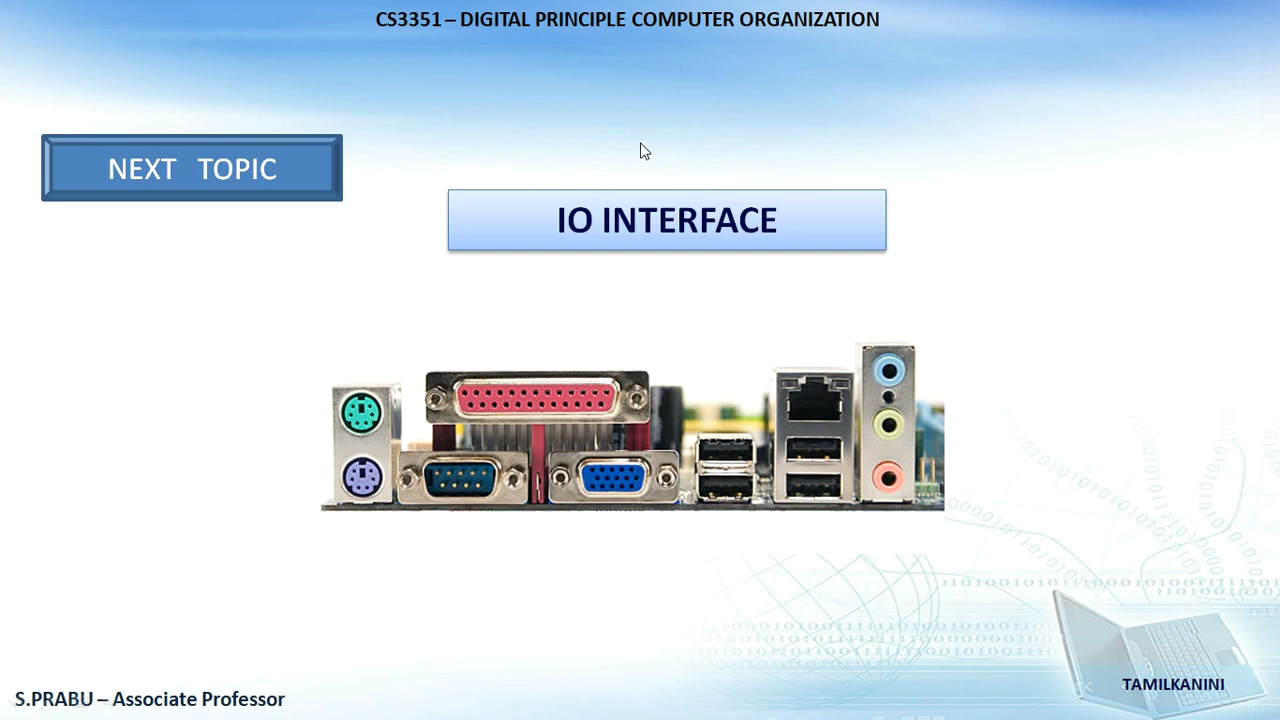 CS3351 – DIGITAL PRINCIPLE COMPUTER ORGANIZATION
NEXT TOPIC
IO INTERFACE
S.PRABU – Associate Professor
TAMILKANINI